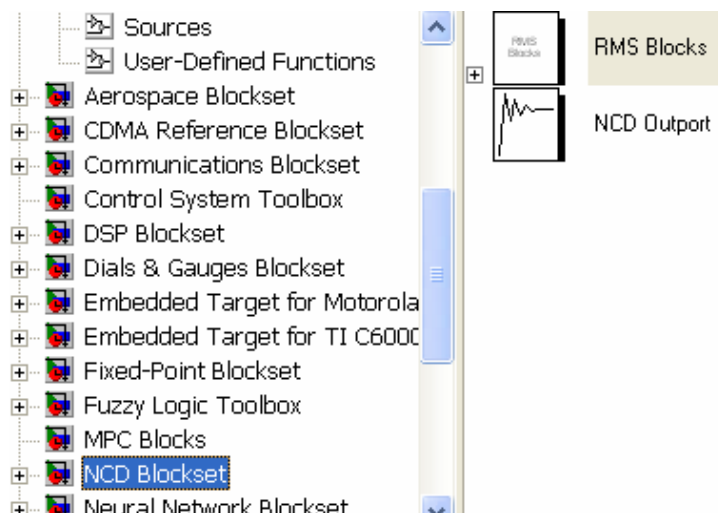 Sources
User-Defined Functions
Aerospace Blockset
CDMA Reference Blockset
Communications Blockset
Control System Toolbox
DSP Blockset
Dials & Gauges Blockset
Embedded Target for Motorola
Embedded Target for TI C6000
Fixed-Point Blockset
Fuzzy Logic Toolbox
MPC Blocks
NCD Blockset
Neural Network Blockset
RMS
Blocks
RMS Blocks
NCD Outport